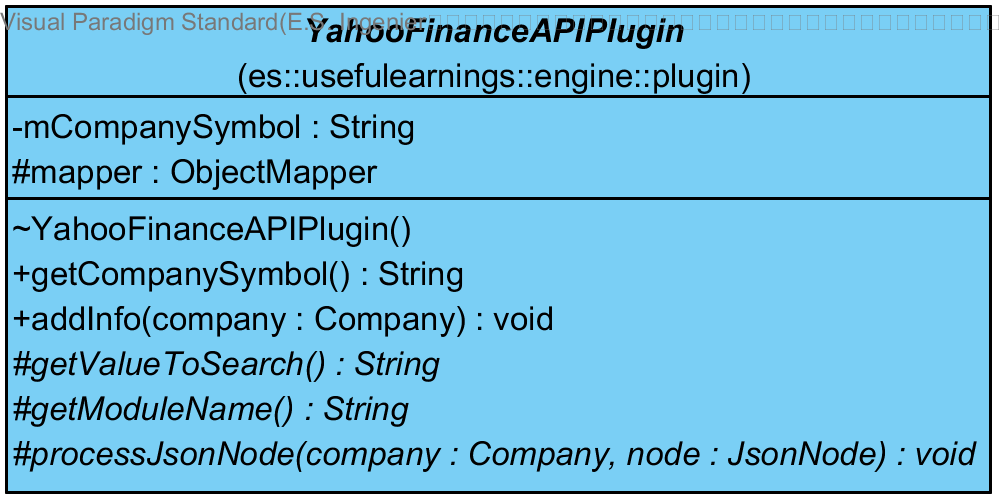 Visual Paradigm Standard(E.S. Ingenier
YahooFinanceAPIPlugin
(es::usefulearnings::engine::plugin)
-mCompanySymbol : String
#mapper : ObjectMapper
~YahooFinanceAPIPlugin()
+getCompanySymbol() : String
+addInfo(company : Company) : void
#getValueToSearch() : String
#getModuleName() : String
#processJsonNode(company : Company, node : JsonNode) : void